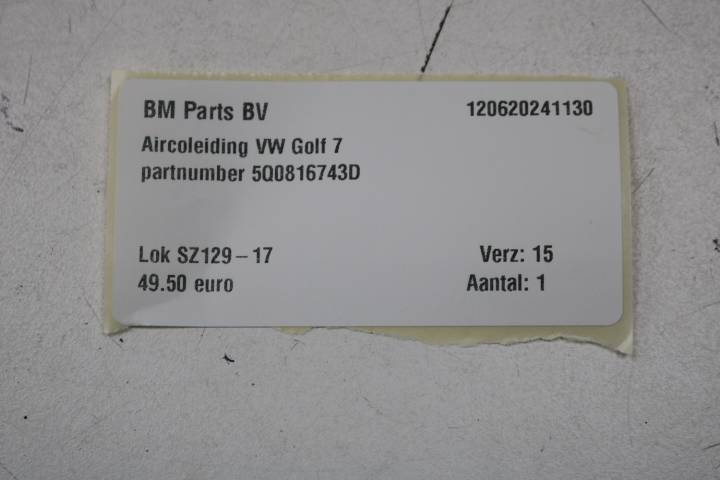 BM Parts BV 120620241130
Aircoleiding VW Golf 7
partnumber 5Q0816743D
Lok SZ129-17 Verz: 15
49.50 euro Aantal: 1